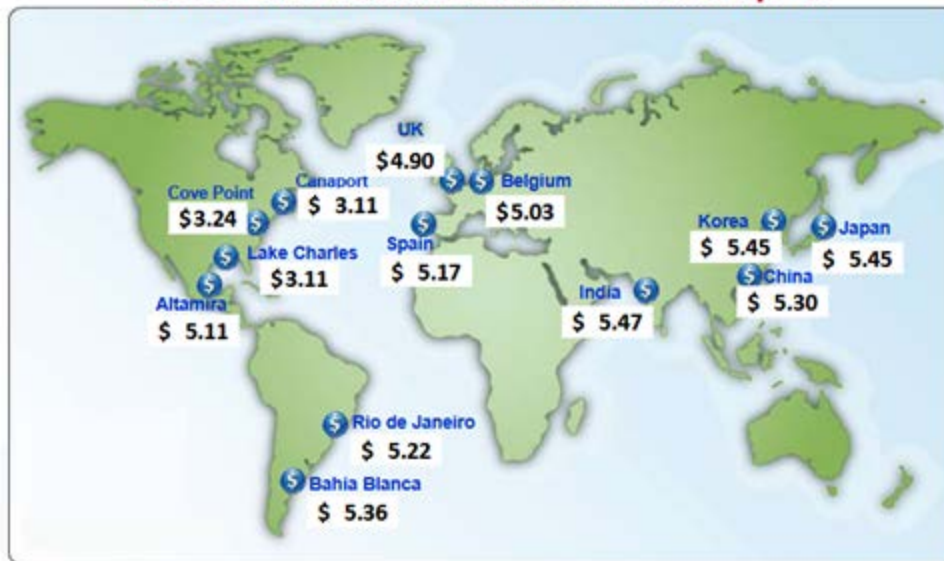 UK
$4.90
Belgium
$5.03
Canaport
$ 3.11
Cove Point
$3.24
Lake Charles
$3.11
Altamira
$ 5.11
Spain
$ 5.17
Korea
$ 5.45
Japan
$ 5.45
China
$ 5.30
India
$ 5.47
Rio de Janeiro
$ 5.22
Bahia Blanca
$ 5.36